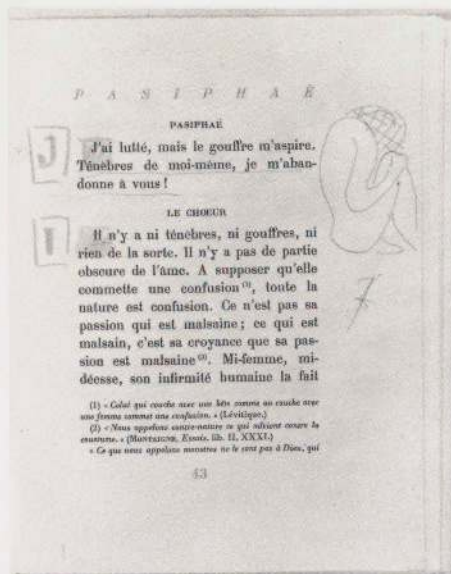 PASIPHAË
PASIPHAÉ
J J'ai lutté, mais le gouffre m'aspire.
Ténèbres de moi-même, je m'aban-
donne à vous !
LE CHŒUR
I Il n'y a ni ténèbres, ni gouffres, ni
rien de la sorte. Il n'y a pas de partie
obscure de l'âme. A supposer qu'elle
commette une confusion (1), toute la
nature est confusion. Ce n'est pas sa
passion qui est malsaine ; ce qui est
malsain, c'est sa croyance que sa pas-
sion est malsaine (2). Mi-femme, mi-
déesse, son infirmité humaine la fait
(1) « Celui qui couche avec une bête comme on couche avec
une femme commet une confusion. » (Lévitique.)
(2) « Nous appelons contre-nature ce qui advient contre la
coustume. » (MONTAIGNE, Essais. lib. II, XXXI.)
« Ce que nous appelons monstres ne le sont pas à Dieu, qui
43